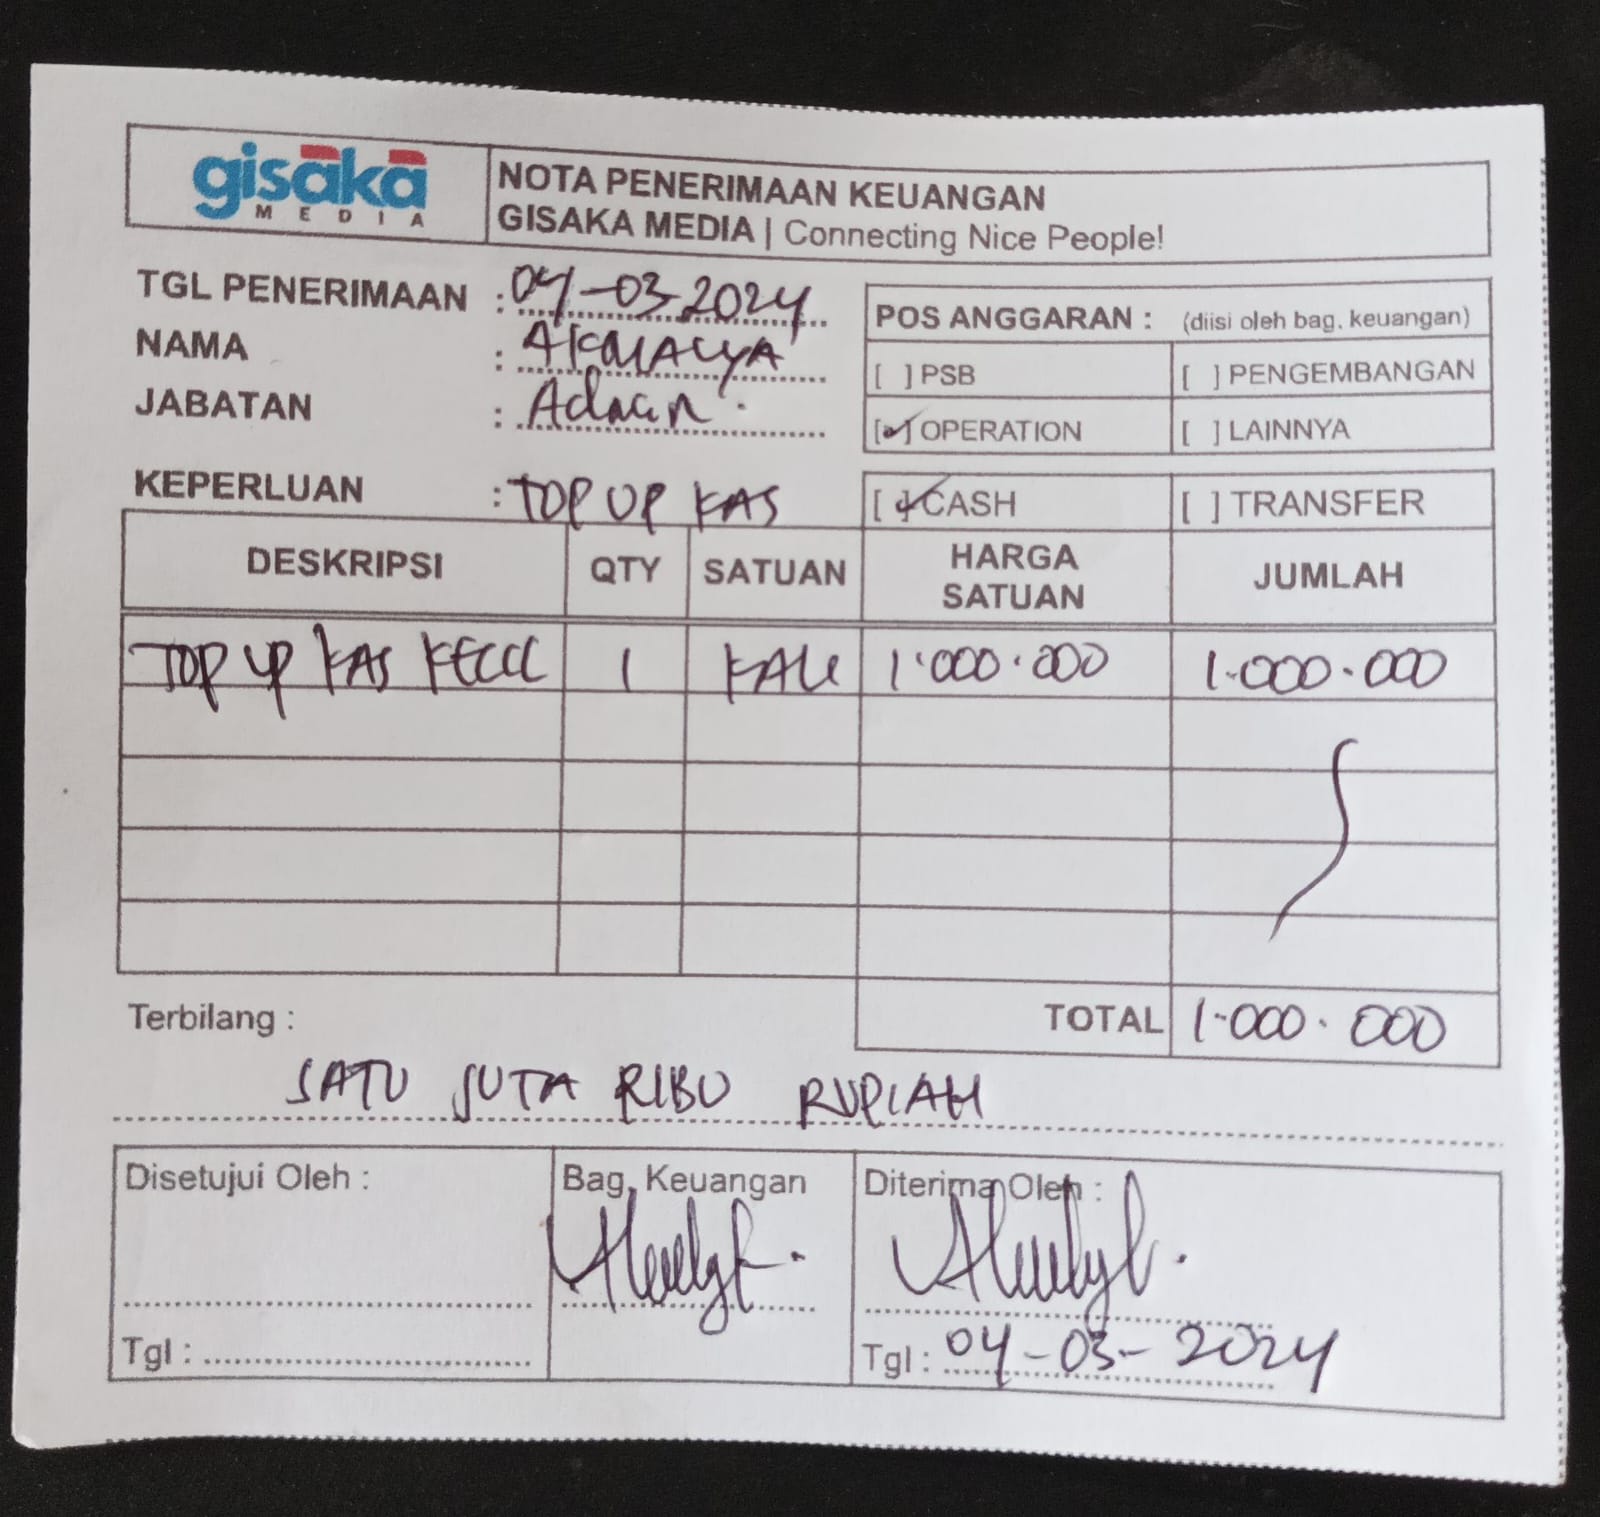 gisaka
MEDIA
NOTA PENERIMAAN KEUANGAN
GISAKA MEDIA | Connecting Nice People!
TGL PENERIMAAN : 04-03-2024
NAMA :
JABATAN : Admin
POS ANGGARAN : (diisi oleh bag. keuangan)
[ ] PSB [ ] PENGEMBANGAN
[✓] OPERATION [ ] LAINNYA
KEPERLUAN : TOP UP KAS
[✓] CASH [ ] TRANSFER
DESKRIPSI QTY SATUAN HARGA SATUAN JUMLAH
TOP UP KAS KECIL 1 KALI 1.000.000 1.000.000
TOTAL 1.000.000
Terbilang :
SATU JUTA RIBU RUPIAH
Disetujui Oleh : Bag. Keuangan Diterima Oleh :
Tgl : Tgl : 04-03-2024